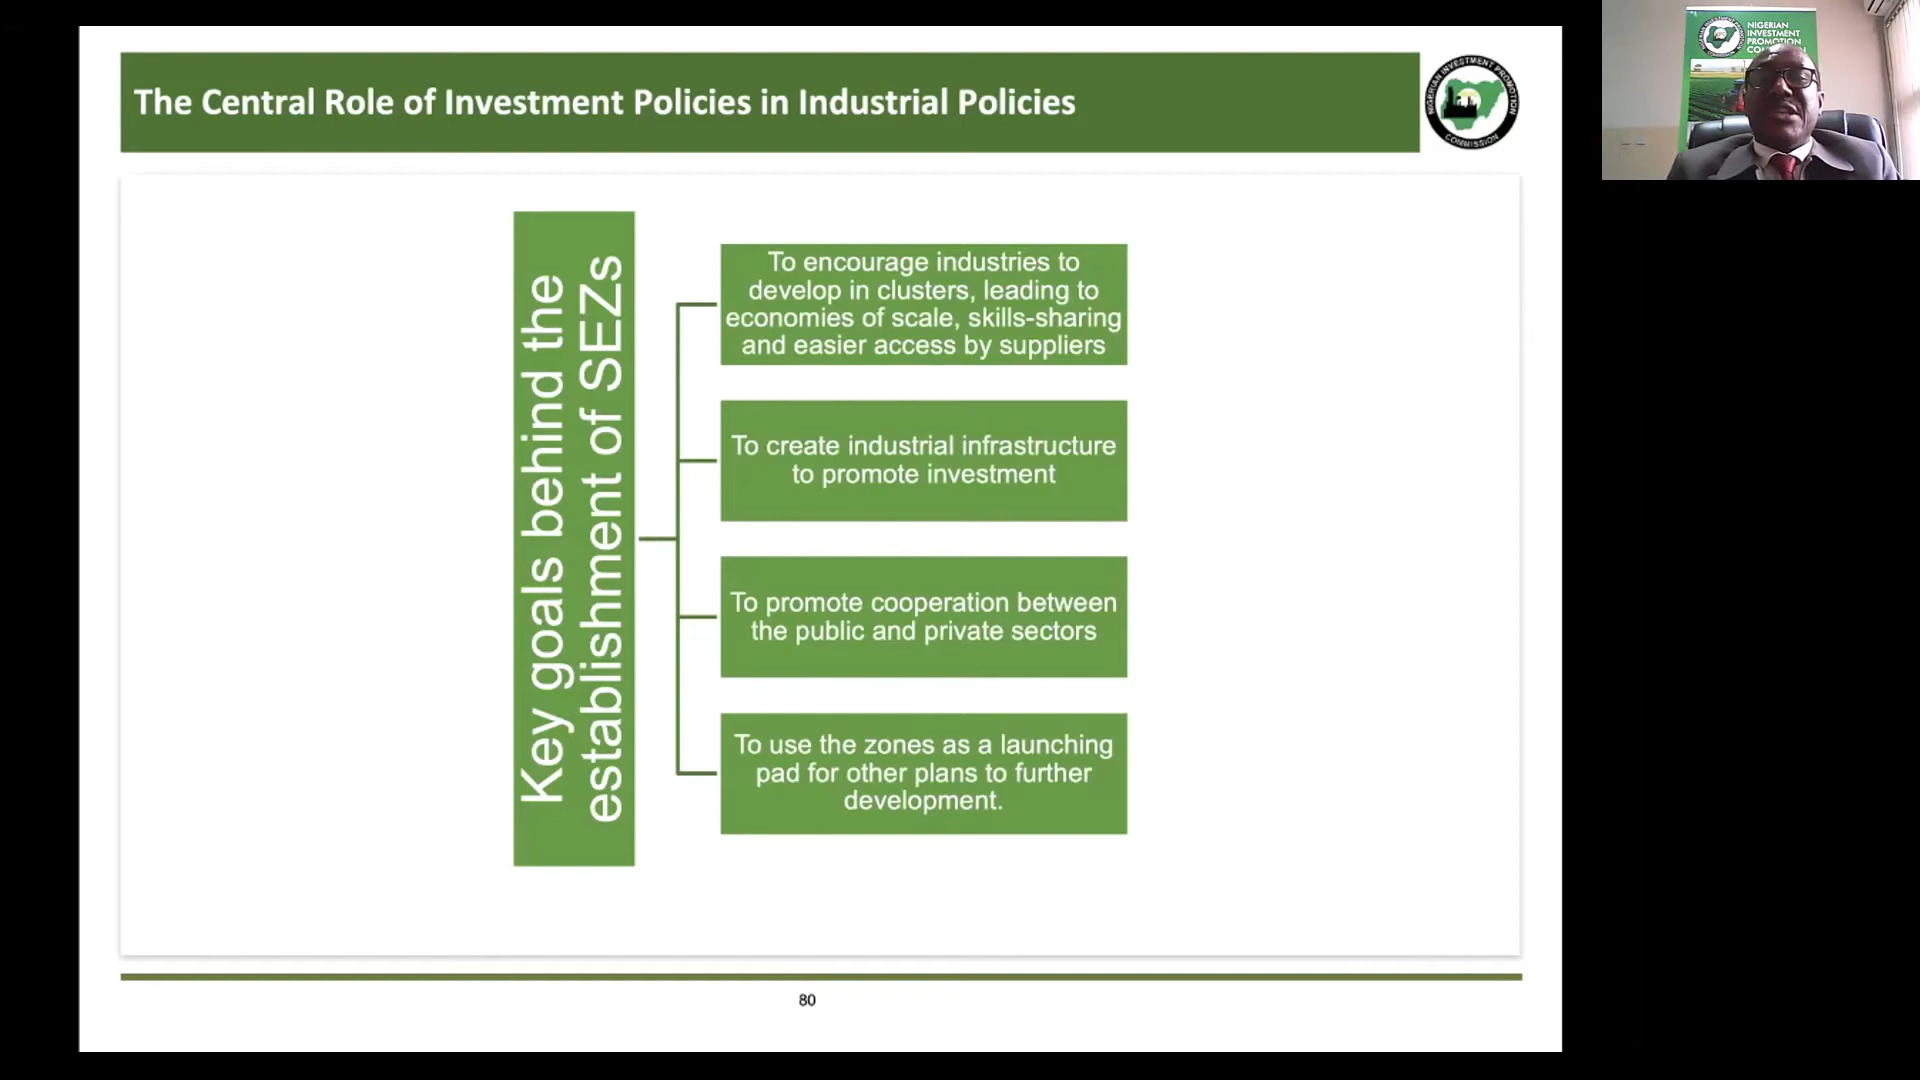 The Central Role of Investment Policies in Industrial Policies
NIGERIAN INVESTMENT PROMOTION
COMMISSION
Key goals behind the
establishment of SEZs
To encourage industries to
develop in clusters, leading to
economies of scale, skills-sharing
and easier access by suppliers
To create industrial infrastructure
to promote investment
To promote cooperation between
the public and private sectors
To use the zones as a launching
pad for other plans to further
development.
80
NIGERIAN
INVESTMENT
PROMOTION